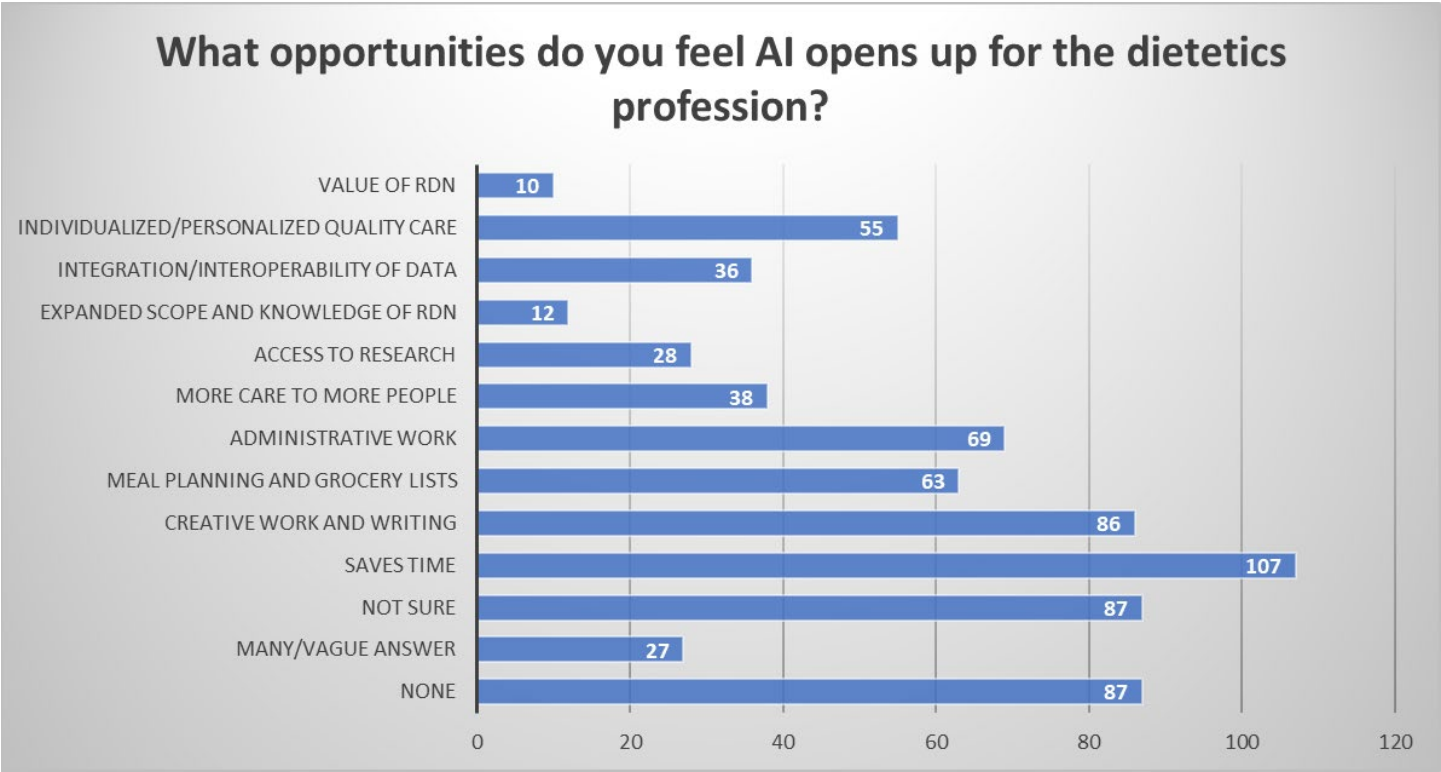 What opportunities do you feel AI opens up for the dietetics
profession?
VALUE OF RDN 10
INDIVIDUALIZED/PERSONALIZED QUALITY CARE 55
INTEGRATION/INTEROPERABILITY OF DATA 36
EXPANDED SCOPE AND KNOWLEDGE OF RDN 12
ACCESS TO RESEARCH 28
MORE CARE TO MORE PEOPLE 38
ADMINISTRATIVE WORK 69
MEAL PLANNING AND GROCERY LISTS 63
CREATIVE WORK AND WRITING 86
SAVES TIME 107
NOT SURE 87
MANY/VAGUE ANSWER 27
NONE 87
0 20 40 60 80 100 120